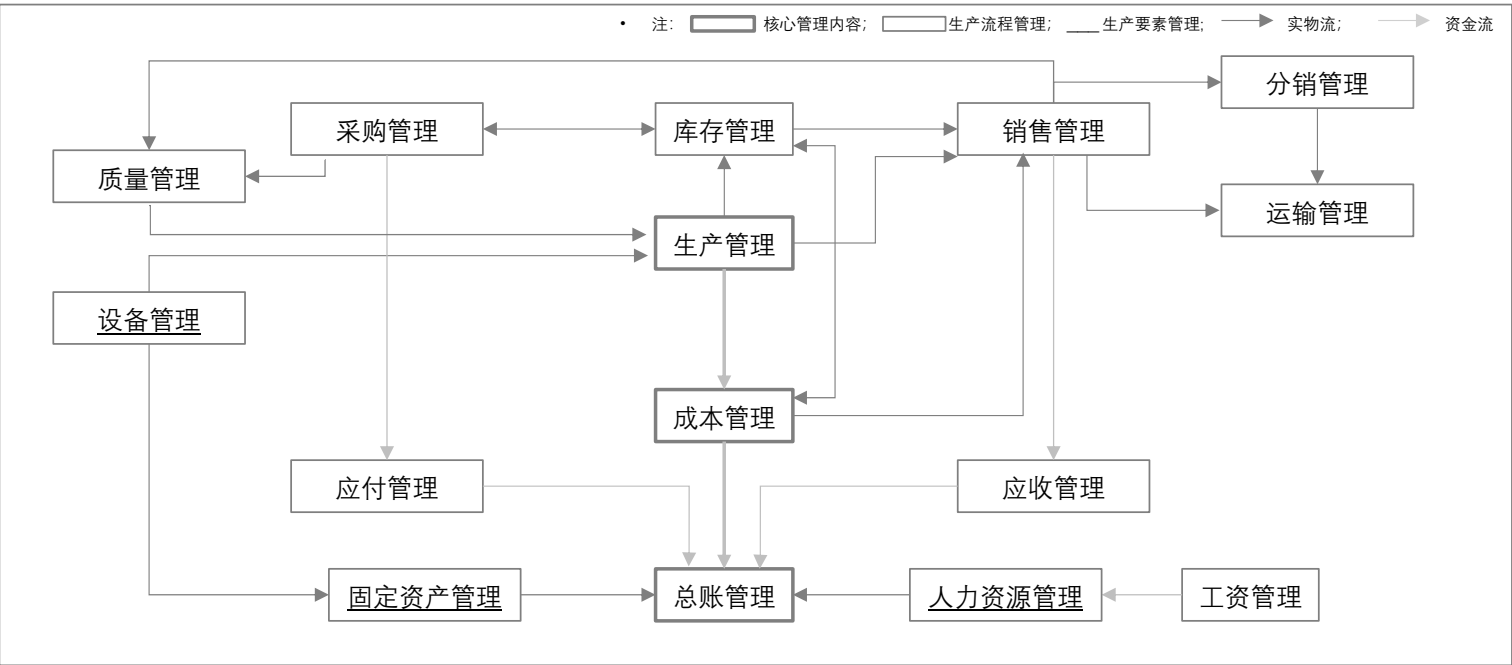 • 注: 核心管理内容; 生产流程管理; 生产要素管理; 实物流; 资金流
分销管理
采购管理 库存管理 销售管理
质量管理
运输管理
生产管理
设备管理
成本管理
应付管理 应收管理
固定资产管理 总账管理 人力资源管理 工资管理